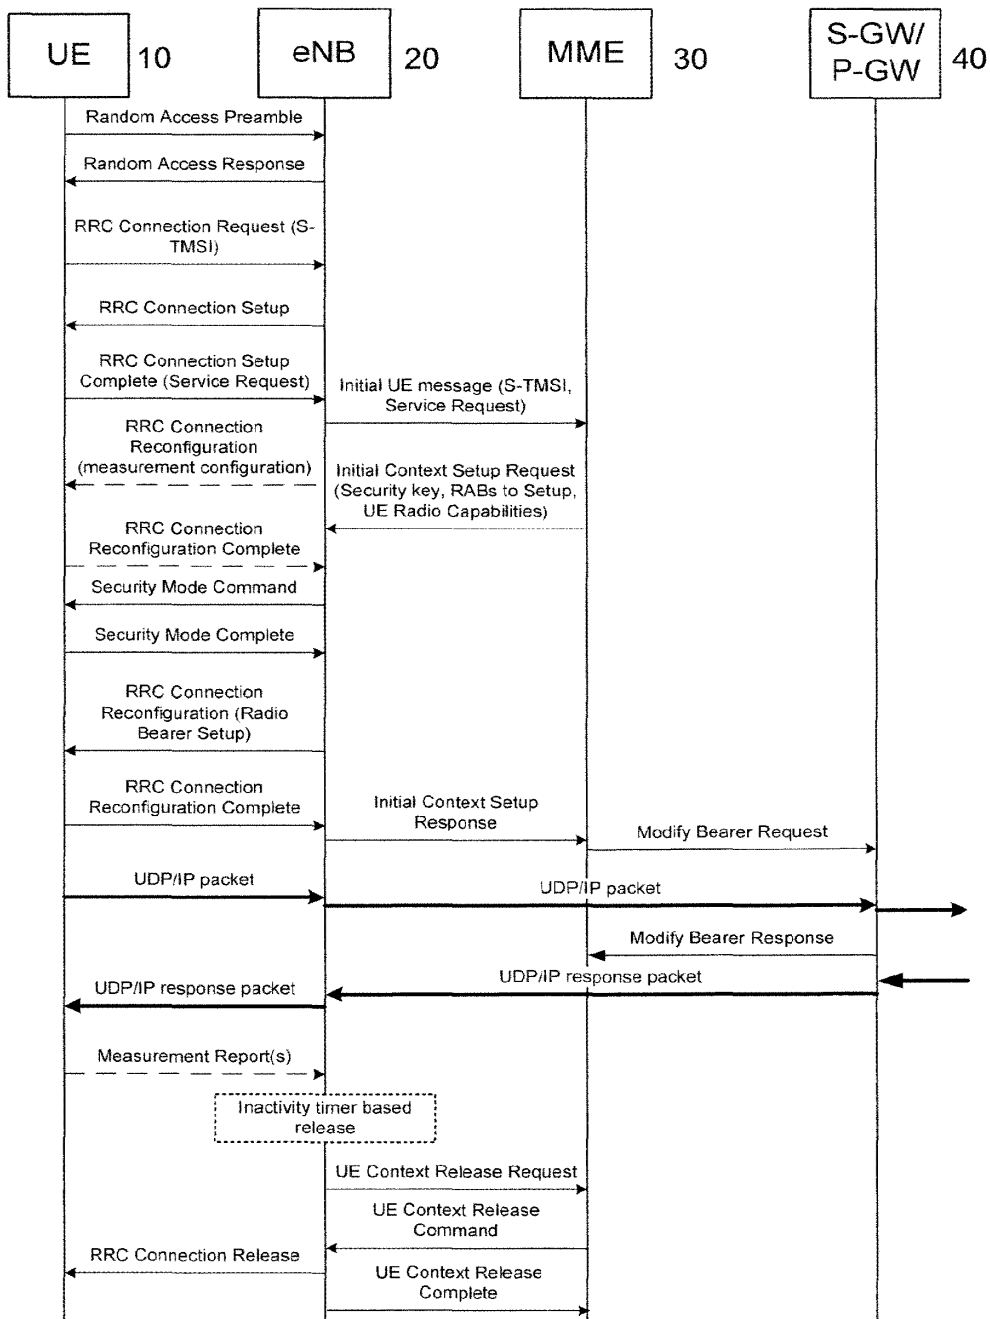 UE
10
eNB
20
MME
30
S-GW/
P-GW
40
Random Access Preamble
Random Access Response
RRC Connection Request (S-
TMSI)
RRC Connection Setup
RRC Connection Setup
Complete (Service Request)
Initial UE message (S-TMSI,
Service Request)
RRC Connection
Reconfiguration
(measurement configuration)
Initial Context Setup Request
(Security key, RABs to Setup,
UE Radio Capabilities)
RRC Connection
Reconfiguration Complete
Security Mode Command
Security Mode Complete
RRC Connection
Reconfiguration (Radio
Bearer Setup)
RRC Connection
Reconfiguration Complete
Initial Context Setup
Response
Modify Bearer Request
UDP/IP packet
UDP/IP packet
Modify Bearer Response
UDP/IP response packet
UDP/IP response packet
Measurement Report(s)
Inactivity timer based
release
UE Context Release Request
UE Context Release
Command
RRC Connection Release
UE Context Release
Complete